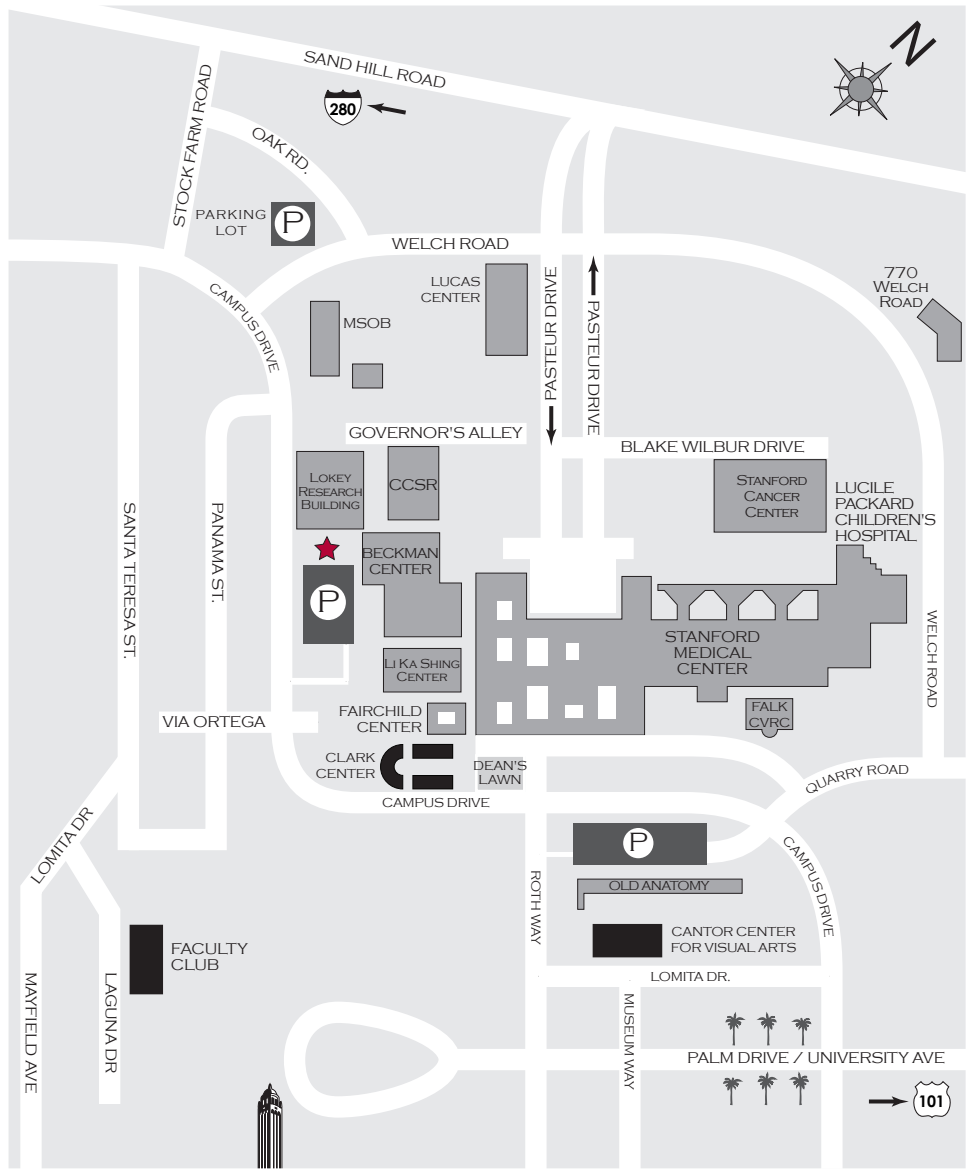 N
SAND HILL ROAD
280
STOCK FARM ROAD
OAK RD.
PARKING
LOT
P
WELCH ROAD
770
WELCH
ROAD
LUCAS
CENTER
CAMPUS DRIVE
MSOB
PASTEUR DRIVE
PASTEUR DRIVE
GOVERNOR'S ALLEY
BLAKE WILBUR DRIVE
LOKEY
RESEARCH
BUILDING
CCSR
STANFORD
CANCER
CENTER
LUCILE
PACKARD
CHILDREN'S
HOSPITAL
SANTA TERESA ST.
PANAMA ST.
BECKMAN
CENTER
P
STANFORD
MEDICAL
CENTER
WELCH ROAD
LI KA SHING
CENTER
FALK
CVRC
VIA ORTEGA
FAIRCHILD
CENTER
CLARK
CENTER
DEAN'S
LAWN
QUARRY ROAD
CAMPUS DRIVE
LOMITA DR
P
CAMPUS DRIVE
ROTH WAY
OLD ANATOMY
CANTOR CENTER
FOR VISUAL ARTS
FACULTY
CLUB
MAYFIELD AVE
LAGUNA DR
LOMITA DR.
MUSEUM WAY
PALM DRIVE / UNIVERSITY AVE
101